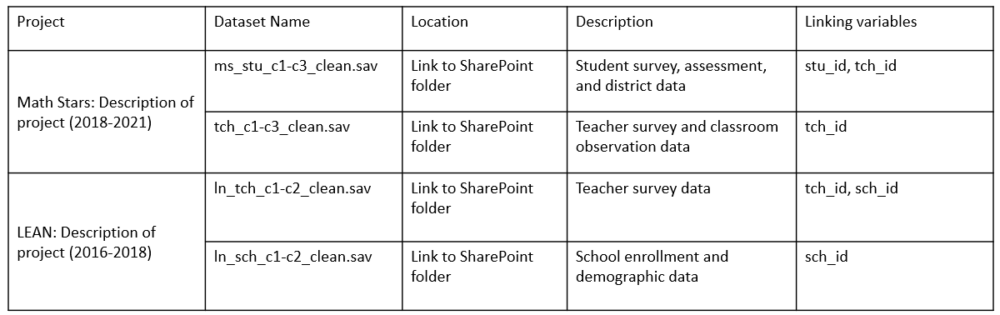 Project
Dataset Name
Location
Description
Linking variables
Math Stars: Description of
project (2018-2021)
ms_stu_c1-c3_clean.sav
Link to SharePoint
folder
Student survey, assessment,
and district data
stu_id, tch_id
tch_c1-c3_clean.sav
Link to SharePoint
folder
Teacher survey and classroom
observation data
tch_id
LEAN: Description of
project (2016-2018)
ln_tch_c1-c2_clean.sav
Link to SharePoint
folder
Teacher survey data
tch_id, sch_id
ln_sch_c1-c2_clean.sav
Link to SharePoint
folder
School enrollment and
demographic data
sch_id